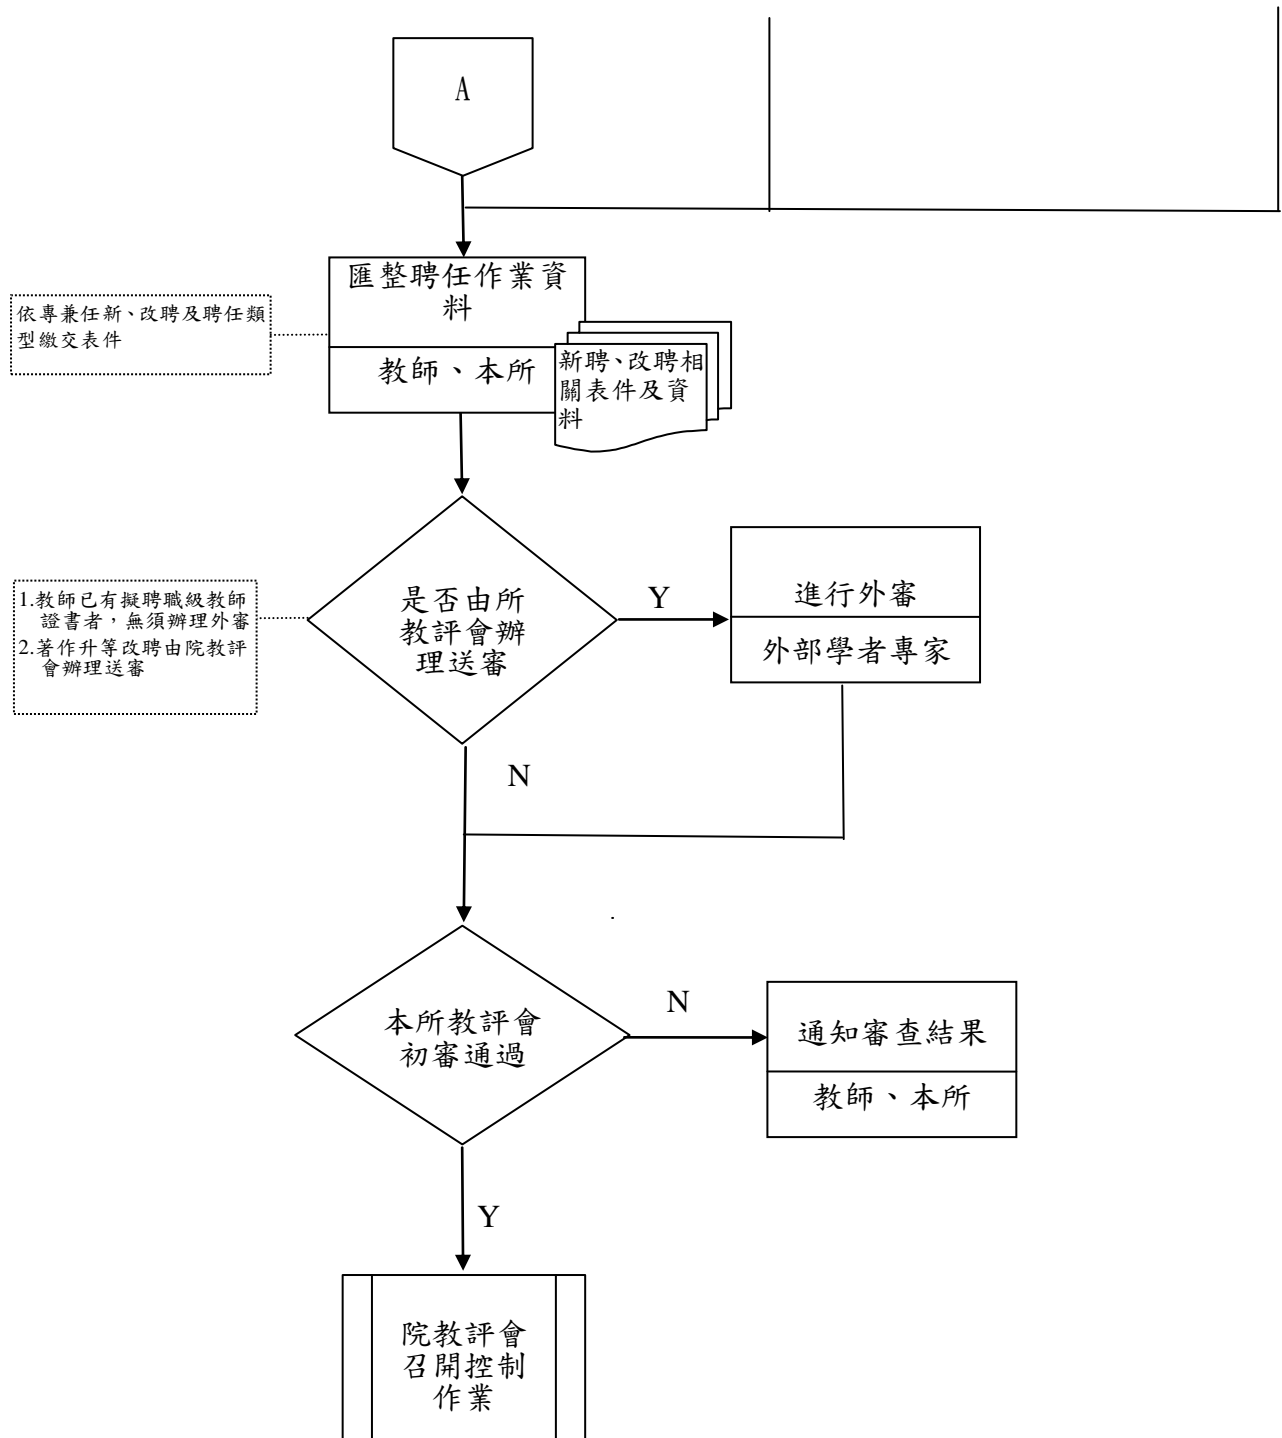 A
匯整聘任作業資
料
教師、本所
依專兼任新、改聘及聘任類
型繳交表件
新聘、改聘相
關表件及資
料
是否由所
教評會辦
理送審
Y
進行外審
外部學者專家
1.教師已有擬聘職級教師
證書者，無須辦理外審
2.著作升等改聘由院教評
會辦理送審
N
本所教評會
初審通過
N
通知審查結果
教師、本所
Y
院教評會
召開控制
作業